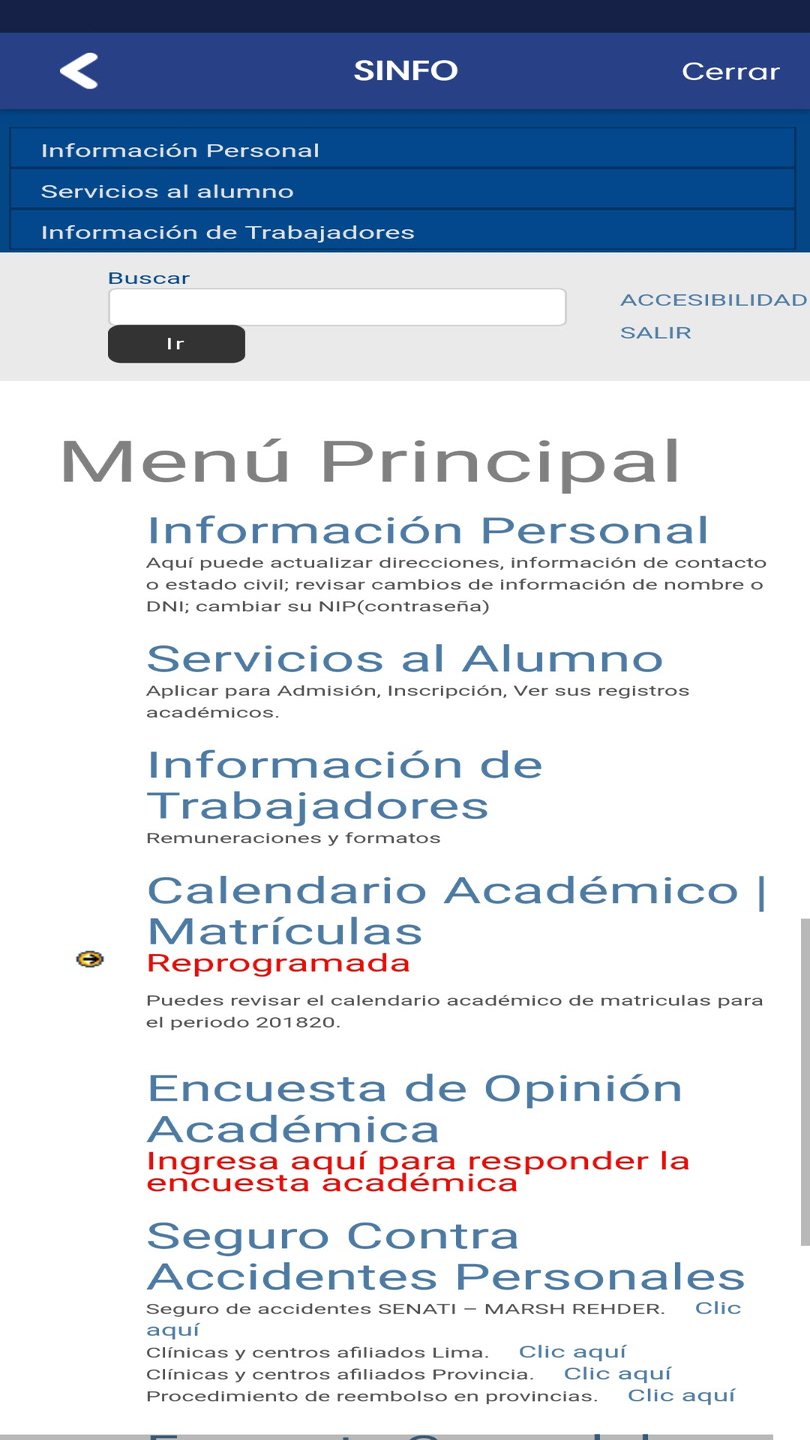 SINFO
Cerrar
Información Personal
Servicios al alumno
Información de Trabajadores
Buscar
ACCESIBILIDAD
Ir
SALIR
Menú Principal
Información Personal
Aquí puede actualizar direcciones, información de contacto
o estado civil; revisar cambios de información de nombre o
DNI; cambiar su NIP(contraseña)
Servicios al Alumno
Aplicar para Admisión, Inscripción, Ver sus registros
académicos.
Información de
Trabajadores
Remuneraciones y formatos
Calendario Académico |
Matrículas
Reprogramada
Puedes revisar el calendario académico de matriculas para
el periodo 201820.
Encuesta de Opinión
Académica
Ingresa aquí para responder la
encuesta académica
Seguro Contra
Accidentes Personales
Seguro de accidentes SENATI – MARSH REHDER. Clic
aquí
Clínicas y centros afiliados Lima. Clic aquí
Clínicas y centros afiliados Provincia. Clic aquí
Procedimiento de reembolso en provincias. Clic aquí